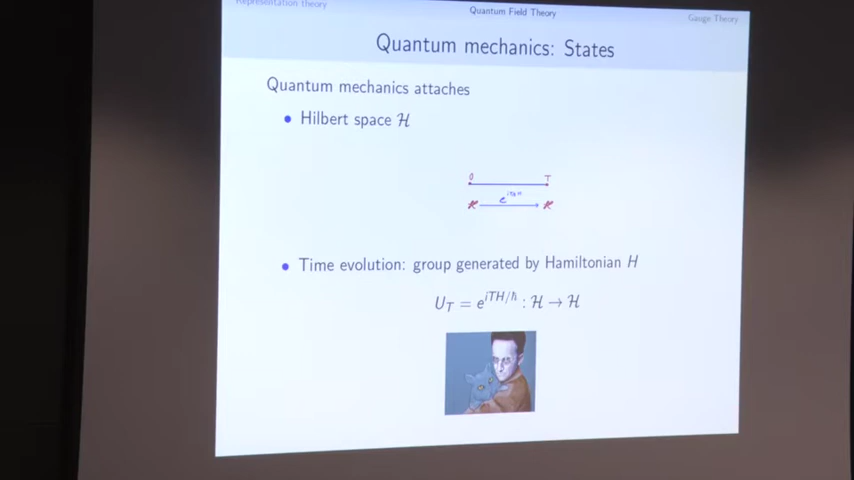 Representation theory
Quantum Field Theory
Gauge Theory
Quantum mechanics: States
Quantum mechanics attaches
• Hilbert space ℋ
0 T
ℋ ℋ
• Time evolution: group generated by Hamiltonian H
U_T = e^{iTH/ħ} : ℋ → ℋ